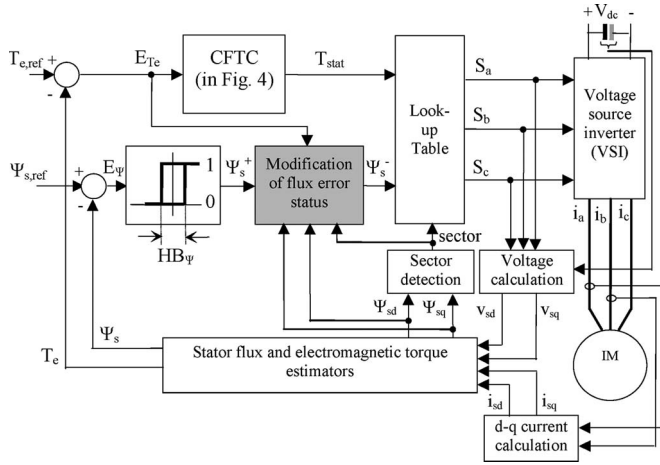 + V_dc -
T_e,ref + - E_Te
CFTC
(in Fig. 4)
T_stat
Look-
up
Table
S_a
S_b
S_c
Voltage
source
inverter
(VSI)
Ψ_s,ref + - E_Ψ
1
0
HB_Ψ
Ψ_s^+
Modification
of flux error
status
Ψ_s^-
sector
i_a i_b i_c
Sector
detection
Voltage
calculation
Ψ_sd Ψ_sq
v_sd v_sq
Ψ_s
T_e
Stator flux and electromagnetic torque
estimators
IM
i_sd i_sq
d-q current
calculation